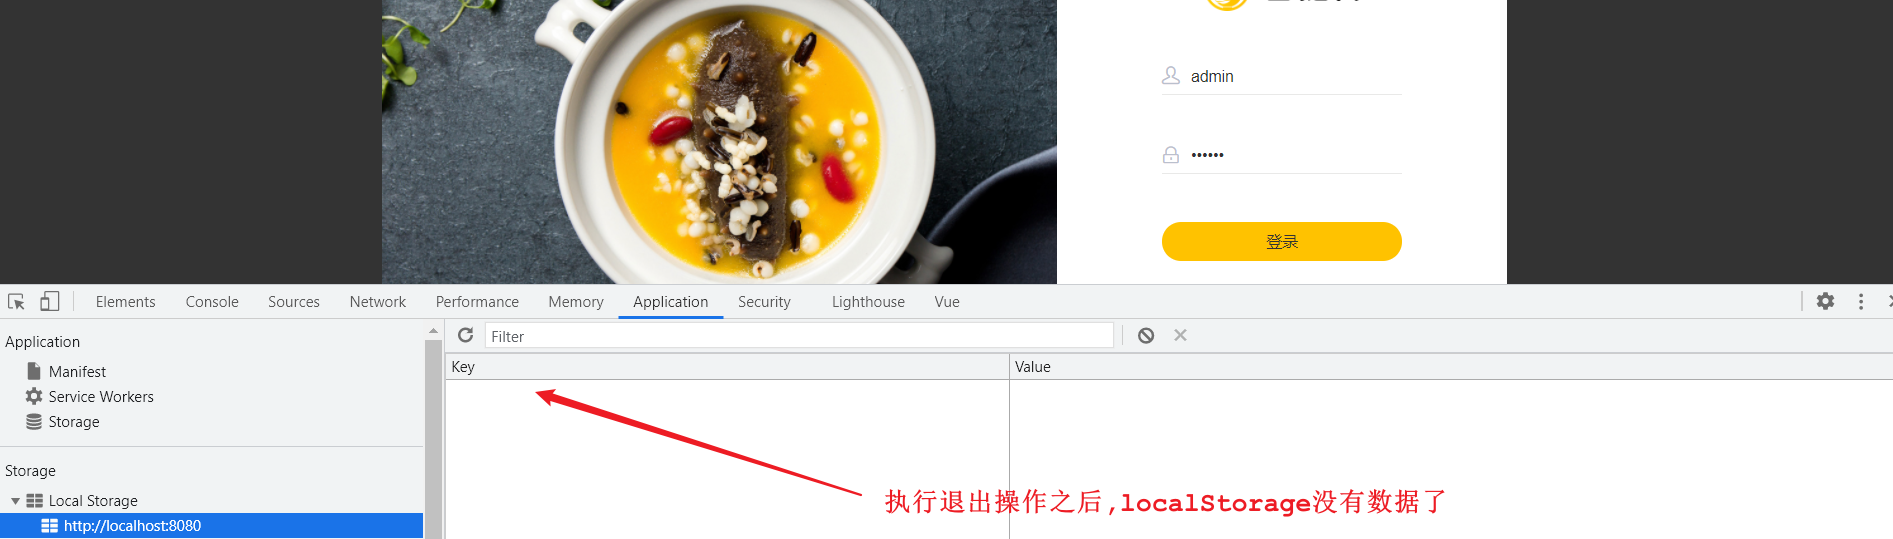 admin
••••••
登录
Elements Console Sources Network Performance Memory Application Security Lighthouse Vue
Application
Filter
Key Value
Manifest
Service Workers
Storage
Storage
Local Storage
执行退出操作之后,localStorage没有数据了
http://localhost:8080